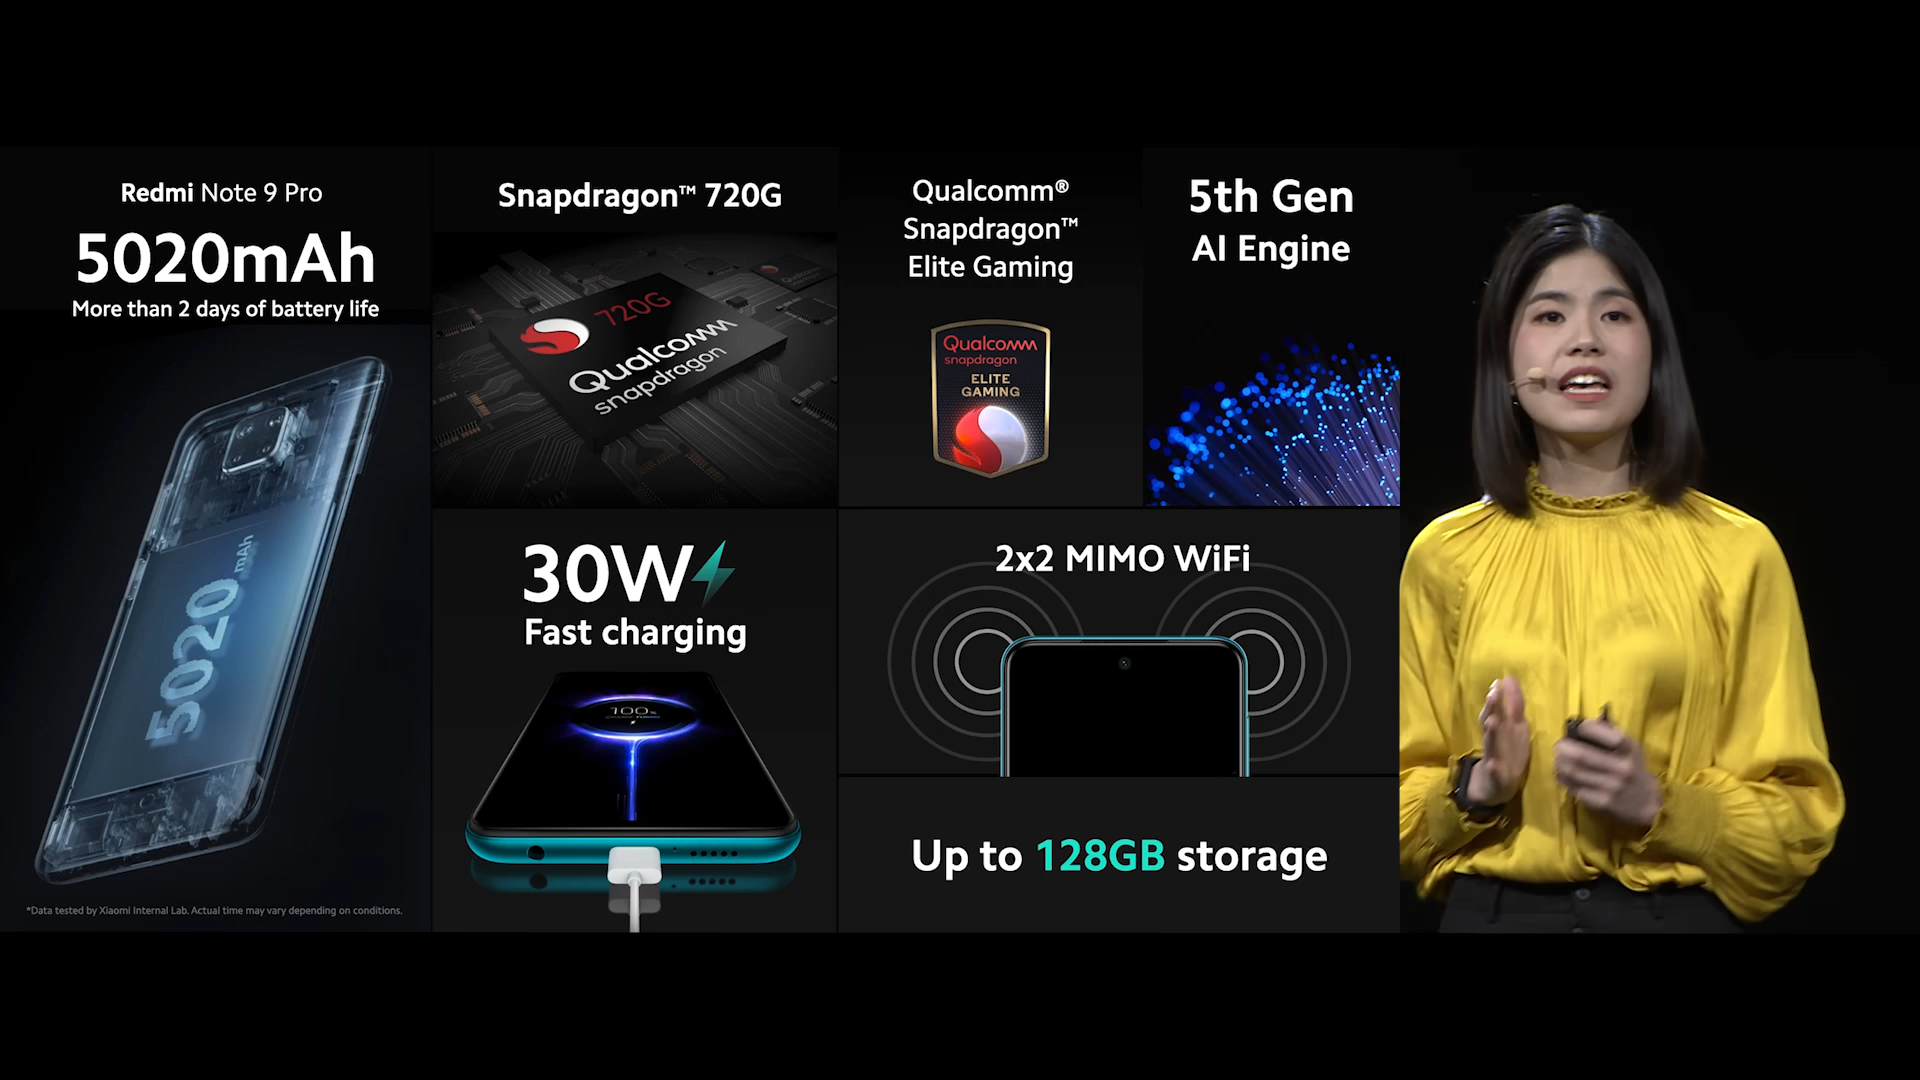 Redmi Note 9 Pro
5020mAh
More than 2 days of battery life
5020mAh
*Data tested by Xiaomi Internal Lab. Actual time may vary depending on conditions.
Snapdragon™ 720G
720G
Qualcomm
snapdragon
30W
Fast charging
100%
Qualcomm®
Snapdragon™
Elite Gaming
Qualcomm
snapdragon
ELITE
GAMING
5th Gen
AI Engine
2x2 MIMO WiFi
Up to 128GB storage